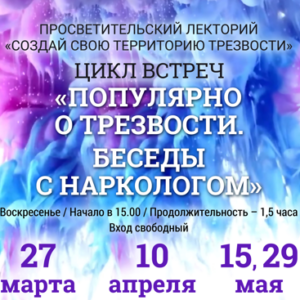 ПРОСВЕТИТЕЛЬСКИЙ ЛЕКТОРИЙ
«СОЗДАЙ СВОЮ ТЕРРИТОРИЮ ТРЕЗВОСТИ»
ЦИКЛ ВСТРЕЧ
«ПОПУЛЯРНО
О ТРЕЗВОСТИ.
БЕСЕДЫ
С НАРКОЛОГОМ»
Воскресенье / Начало в 15.00 / Продолжительность – 1,5 часа
Вход свободный
27 10 15, 29
марта апреля мая